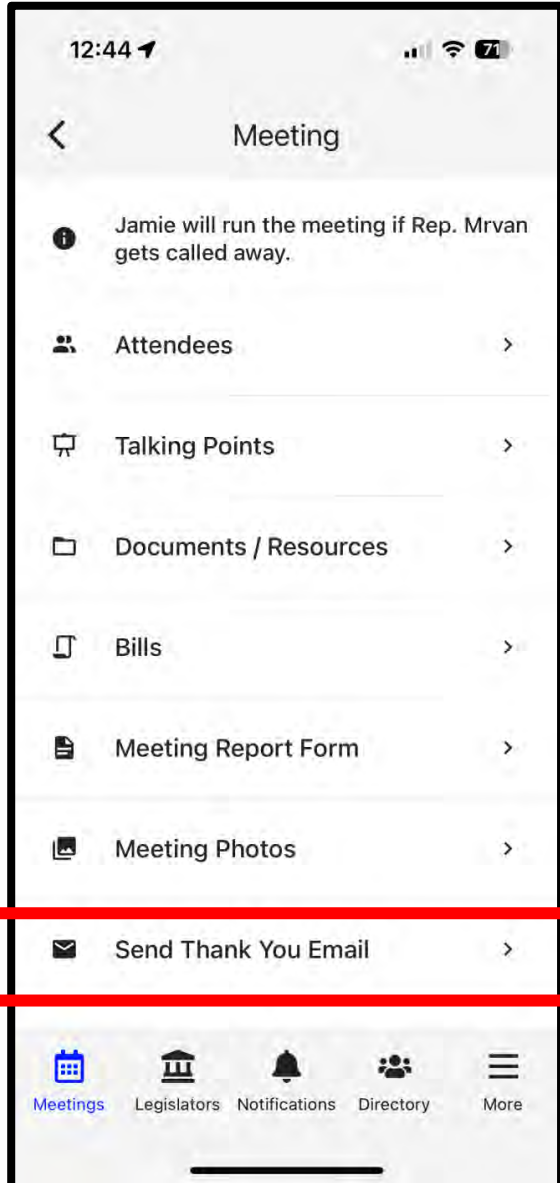 12:44
71
Meeting
Jamie will run the meeting if Rep. Mrvan
gets called away.
Attendees
Talking Points
Documents / Resources
Bills
Meeting Report Form
Meeting Photos
Send Thank You Email
Meetings Legislators Notifications Directory More